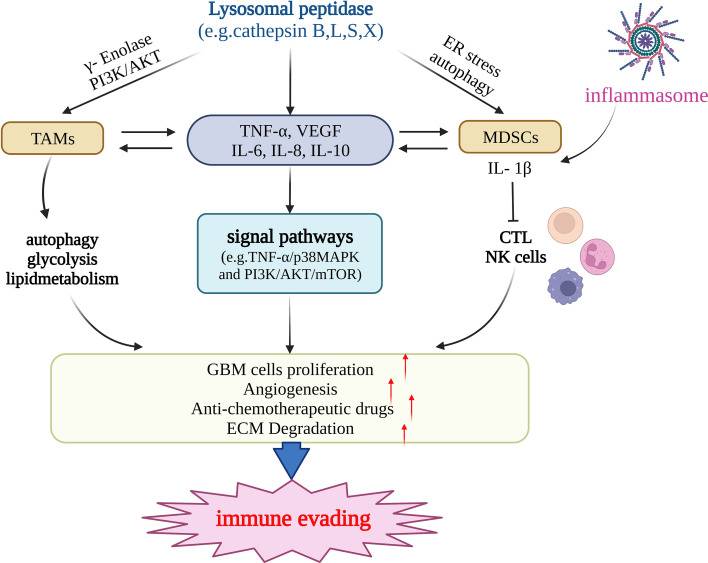 Lysosomal peptidase
(e.g.cathepsin B,L,S,X)
γ- Enolase
PI3K/AKT
ER stress
autophagy
inflammasome
TAMs
TNF-α, VEGF
IL-6, IL-8, IL-10
MDSCs
IL- 1β
autophagy
glycolysis
lipidmetabolism
signal pathways
(e.g.TNF-α/p38MAPK
and PI3K/AKT/mTOR)
CTL
NK cells
GBM cells proliferation
Angiogenesis
Anti-chemotherapeutic drugs
ECM Degradation
immune evading